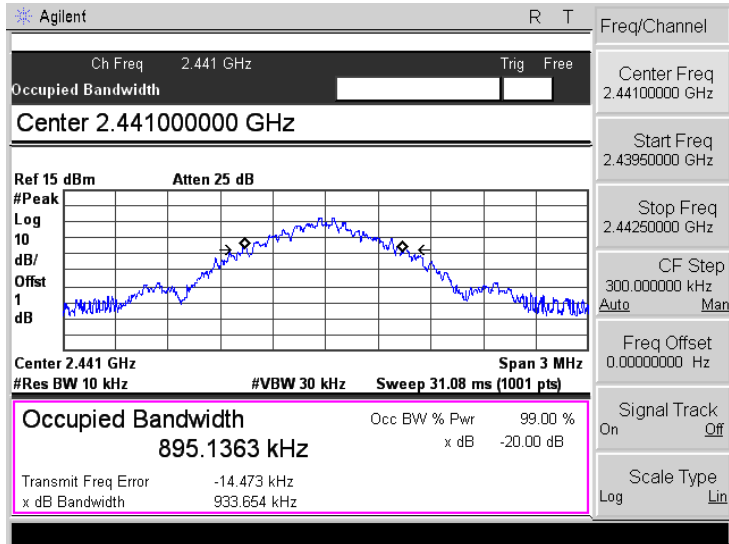 Agilent R T
Freq/Channel
Ch Freq 2.441 GHz Trig Free
Occupied Bandwidth
Center 2.441000000 GHz
Center Freq
2.44100000 GHz
Start Freq
2.43950000 GHz
Stop Freq
2.44250000 GHz
CF Step
300.000000 kHz
Auto Man
Freq Offset
0.00000000 Hz
Signal Track
On Off
Scale Type
Log Lin
Ref 15 dBm Atten 25 dB
#Peak
Log
10
dB/
Offst
1
dB
Center 2.441 GHz Span 3 MHz
#Res BW 10 kHz #VBW 30 kHz Sweep 31.08 ms (1001 pts)
Occupied Bandwidth Occ BW % Pwr 99.00 %
895.1363 kHz x dB -20.00 dB
Transmit Freq Error -14.473 kHz
x dB Bandwidth 933.654 kHz